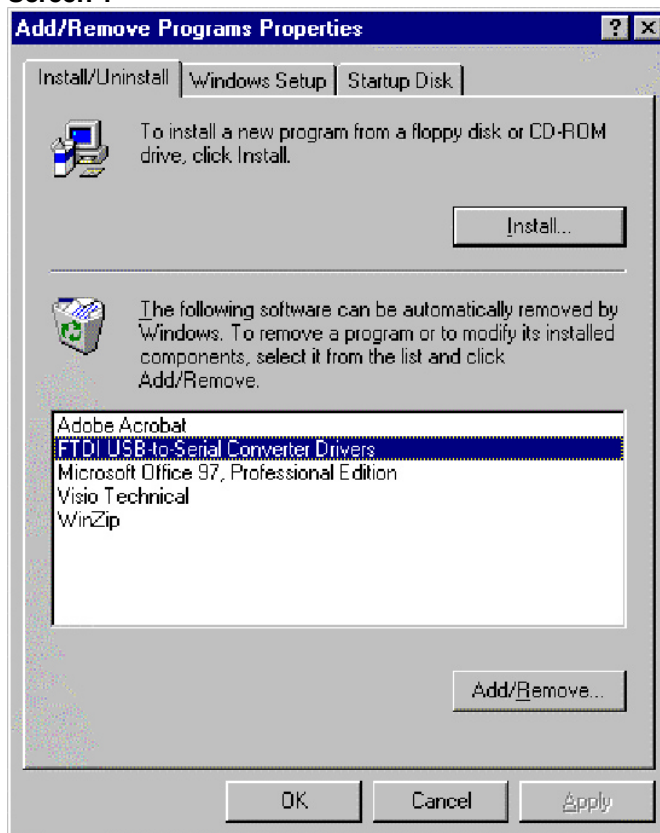 Add/Remove Programs Properties
Install/Uninstall Windows Setup Startup Disk
To install a new program from a floppy disk or CD-ROM
drive, click Install.
Install...
The following software can be automatically removed by
Windows. To remove a program or to modify its installed
components, select it from the list and click
Add/Remove.
Adobe Acrobat
FTDI USB-to-Serial Converter Drivers
Microsoft Office 97, Professional Edition
Visio Technical
WinZip
Add/Remove...
OK Cancel Apply